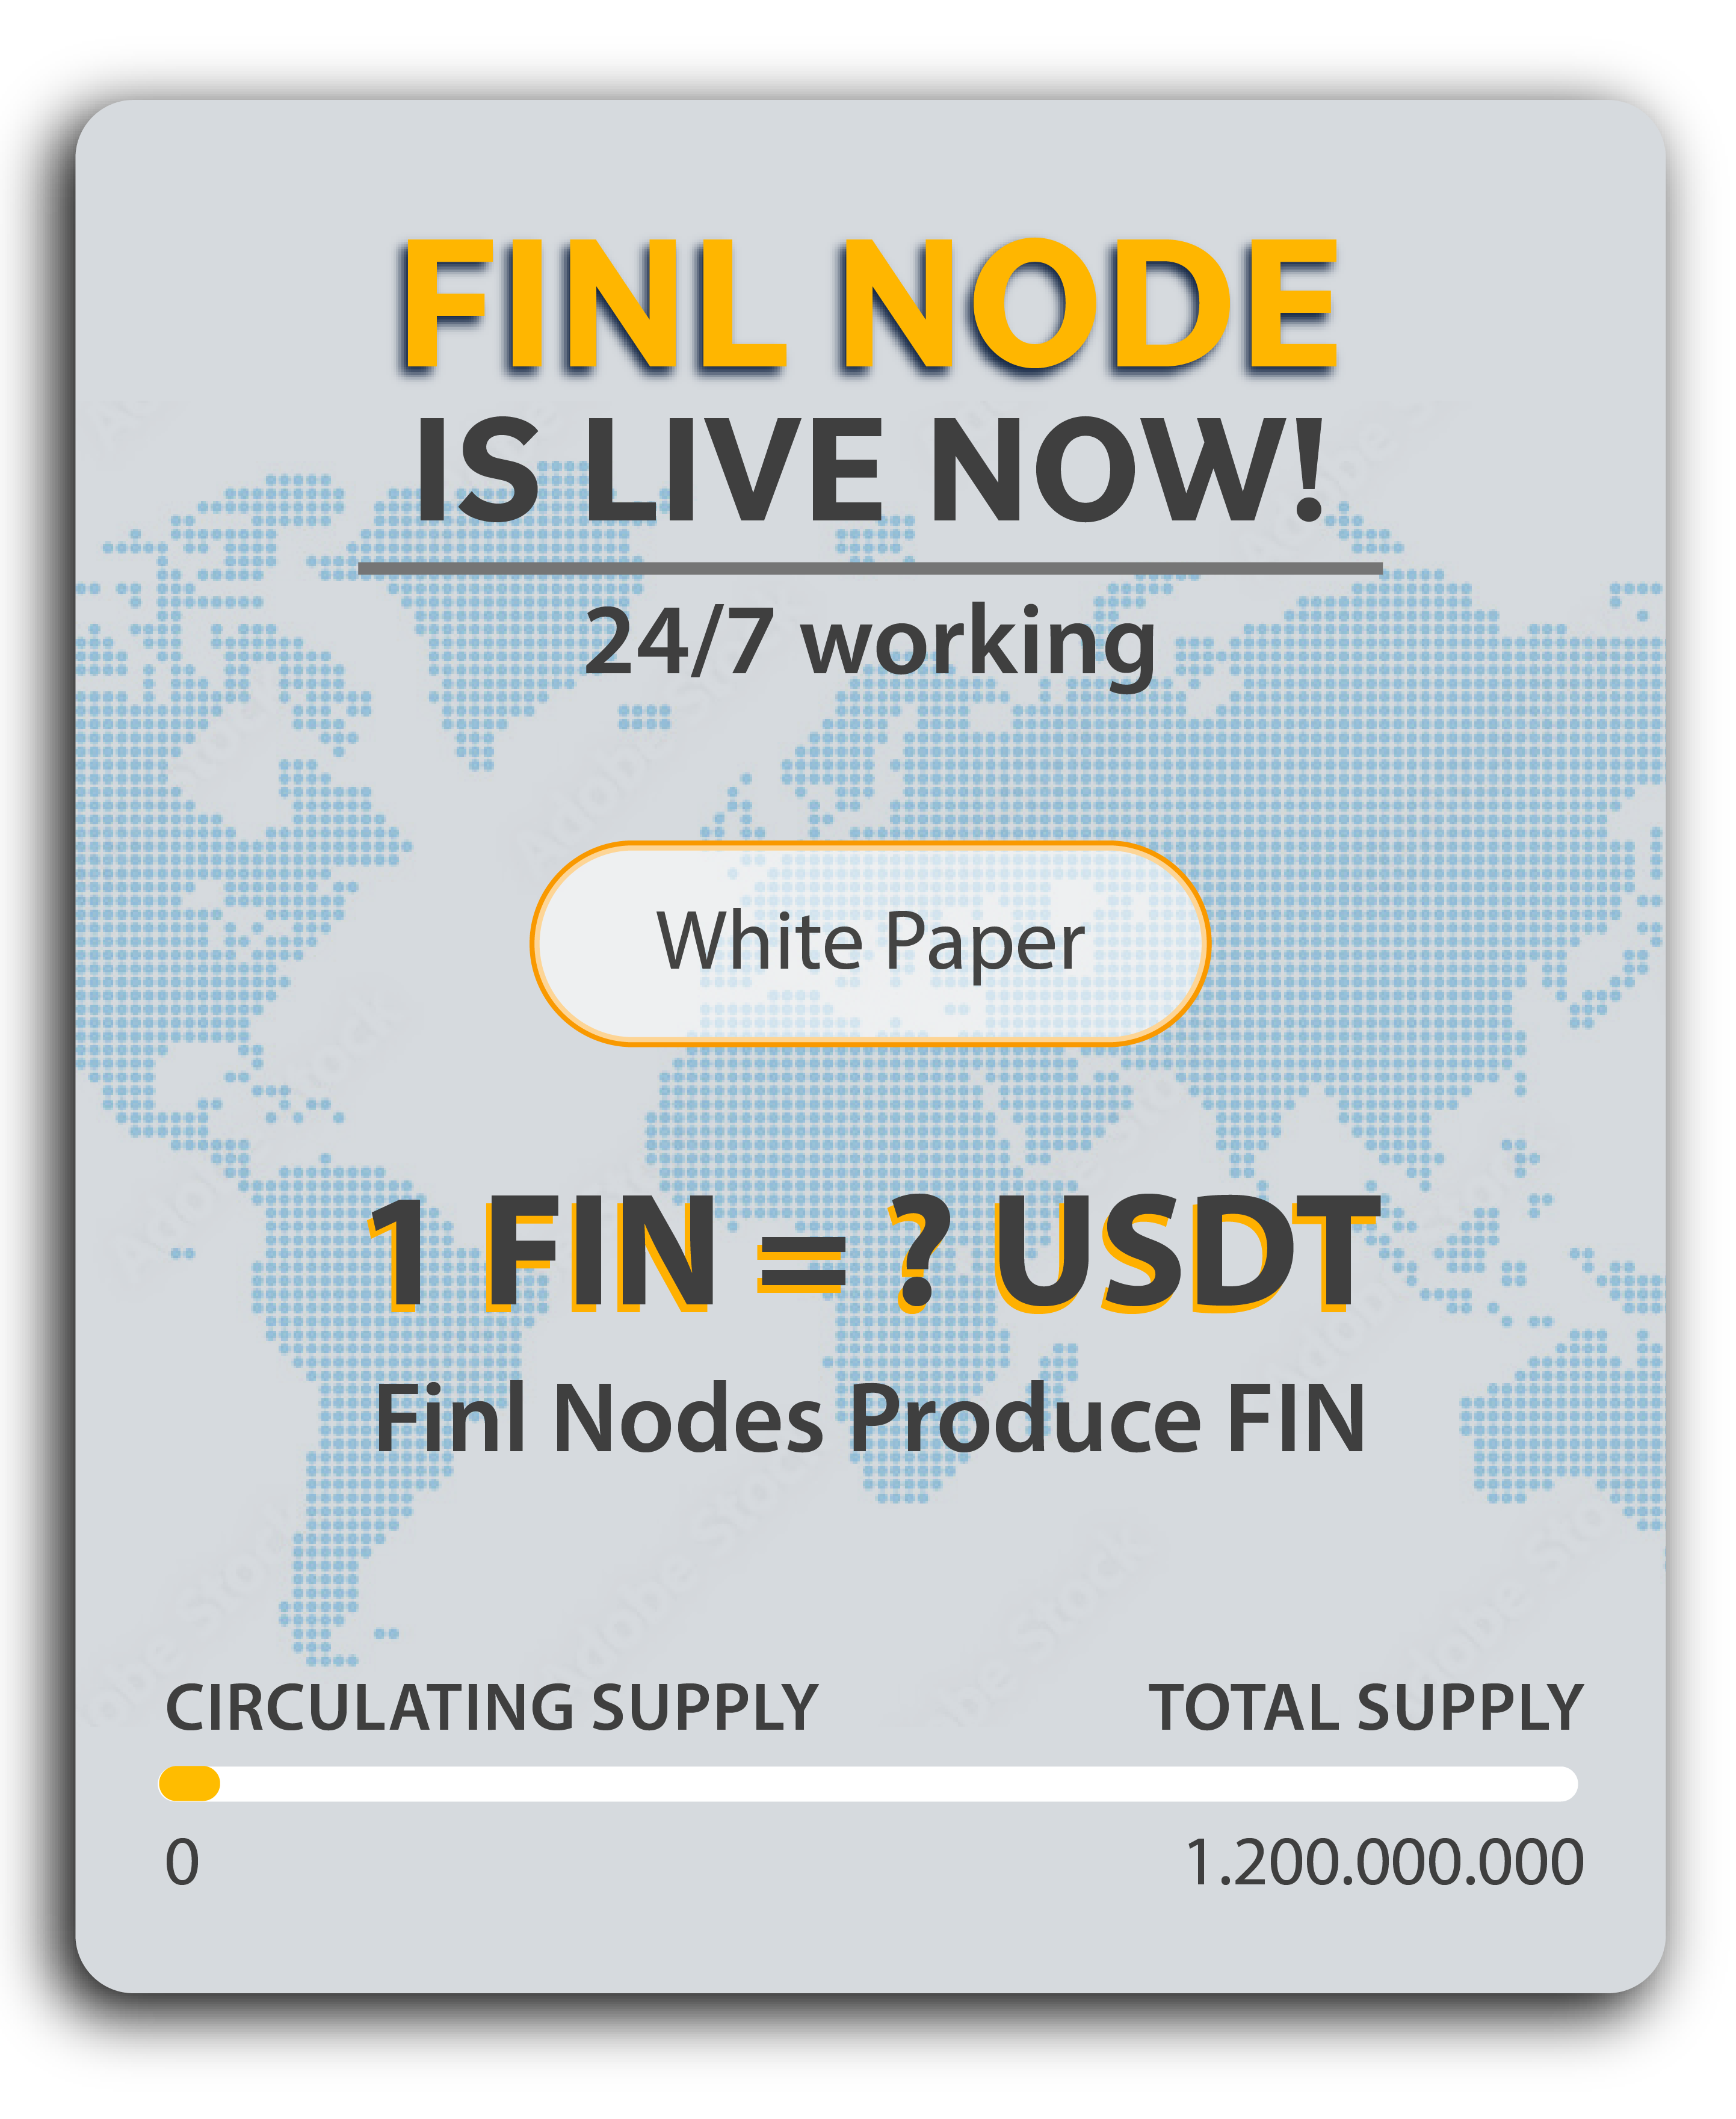 FINL NODE
IS LIVE NOW!
24/7 working
White Paper
1 FIN = ? USDT
Finl Nodes Produce FIN
CIRCULATING SUPPLY
TOTAL SUPPLY
0
1.200.000.000